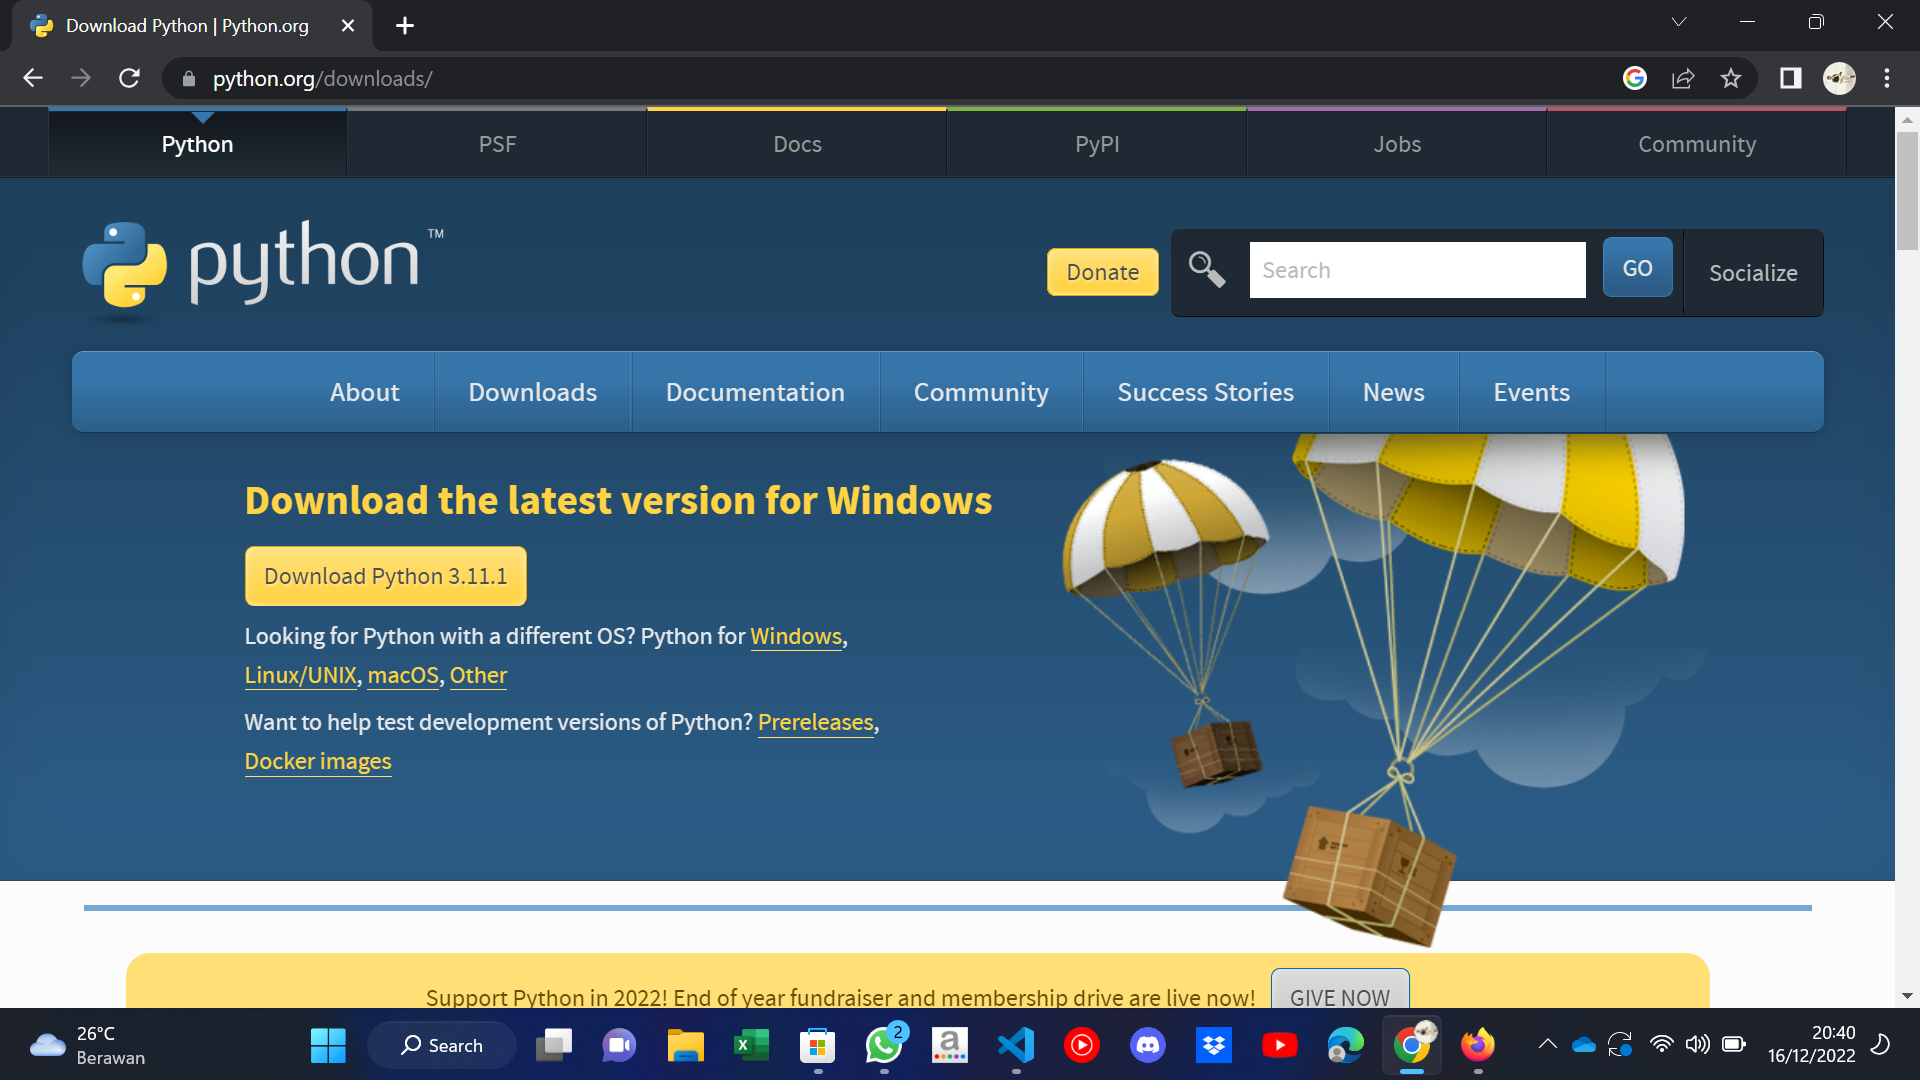 Download Python | Python.org
python.org/downloads/
Python PSF Docs PyPI Jobs Community
python™
Donate Search GO Socialize
About Downloads Documentation Community Success Stories News Events
Download the latest version for Windows
Download Python 3.11.1
Looking for Python with a different OS? Python for Windows,
Linux/UNIX, macOS, Other
Want to help test development versions of Python? Prereleases,
Docker images
Support Python in 2022! End of year fundraiser and membership drive are live now! GIVE NOW
26°C
Berawan
Search
2
20:40
16/12/2022